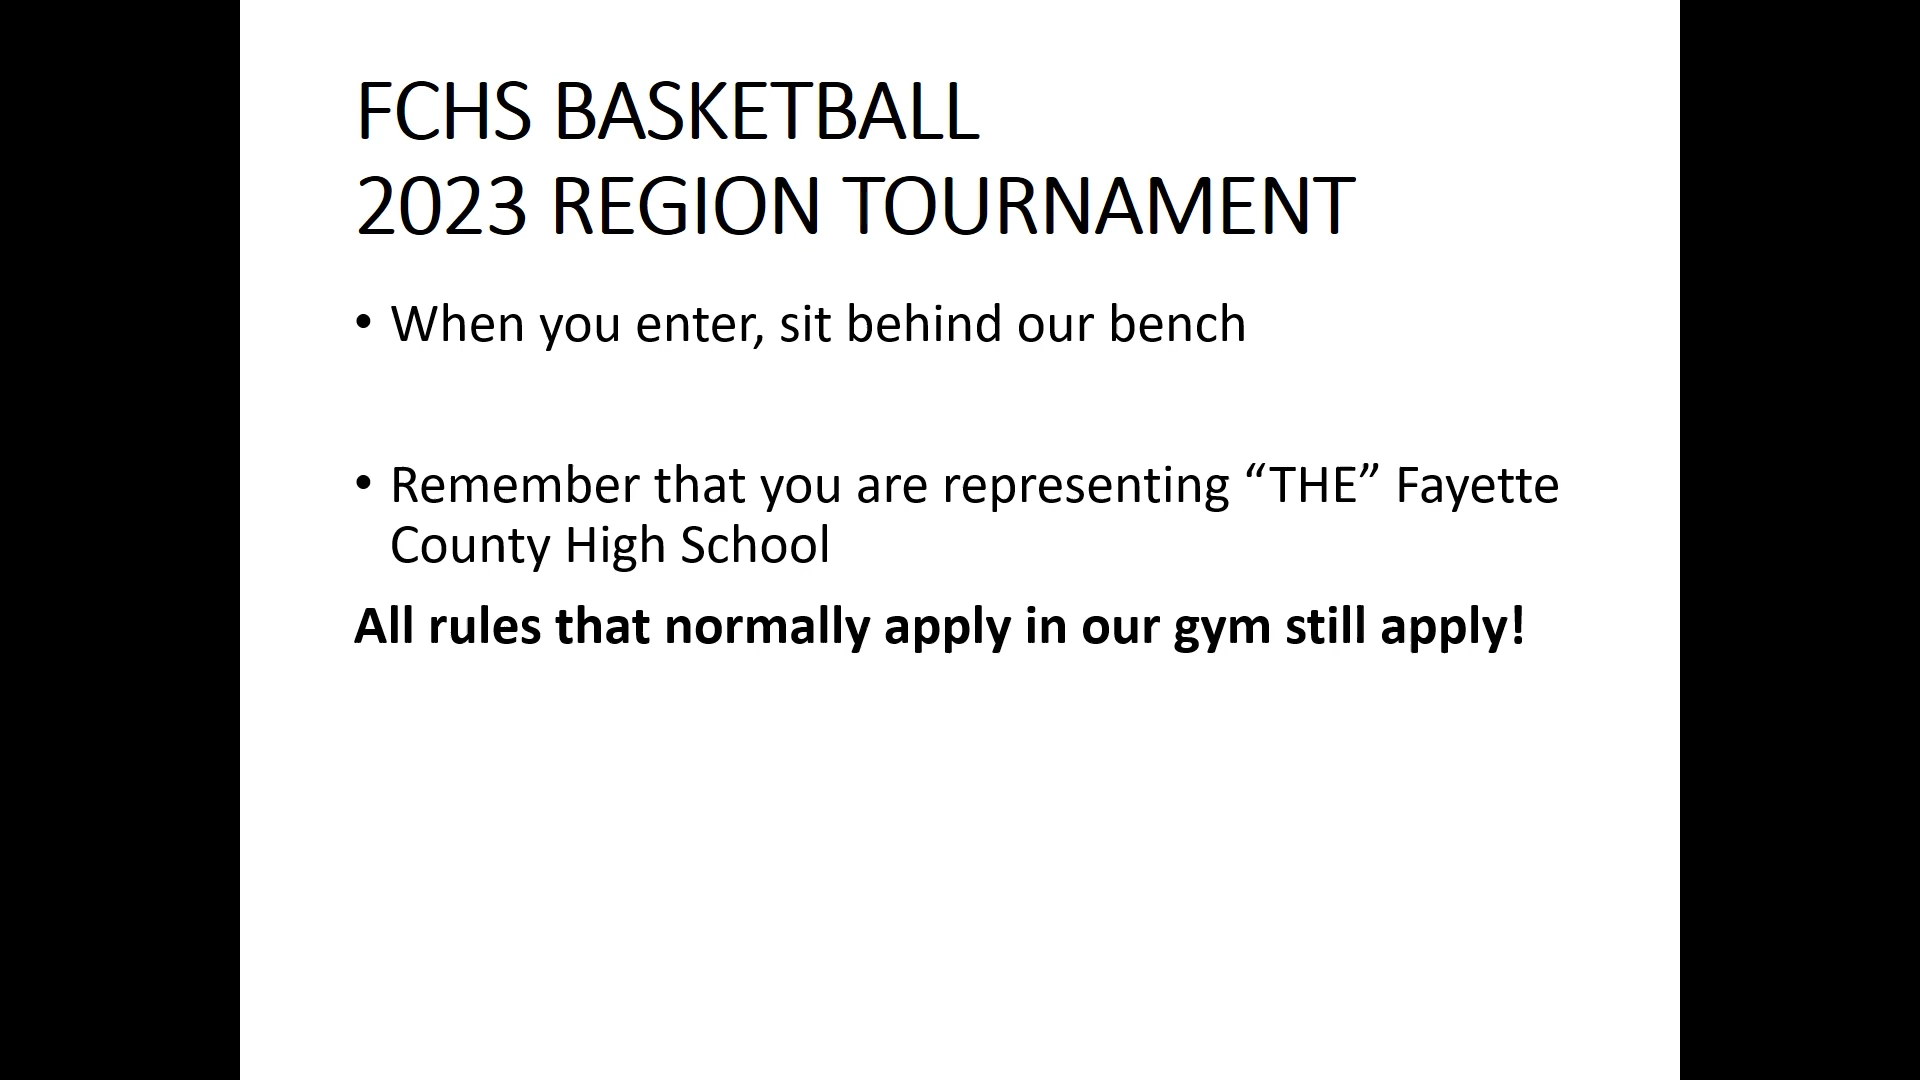 FCHS BASKETBALL
2023 REGION TOURNAMENT
• When you enter, sit behind our bench
• Remember that you are representing “THE” Fayette
County High School
All rules that normally apply in our gym still apply!